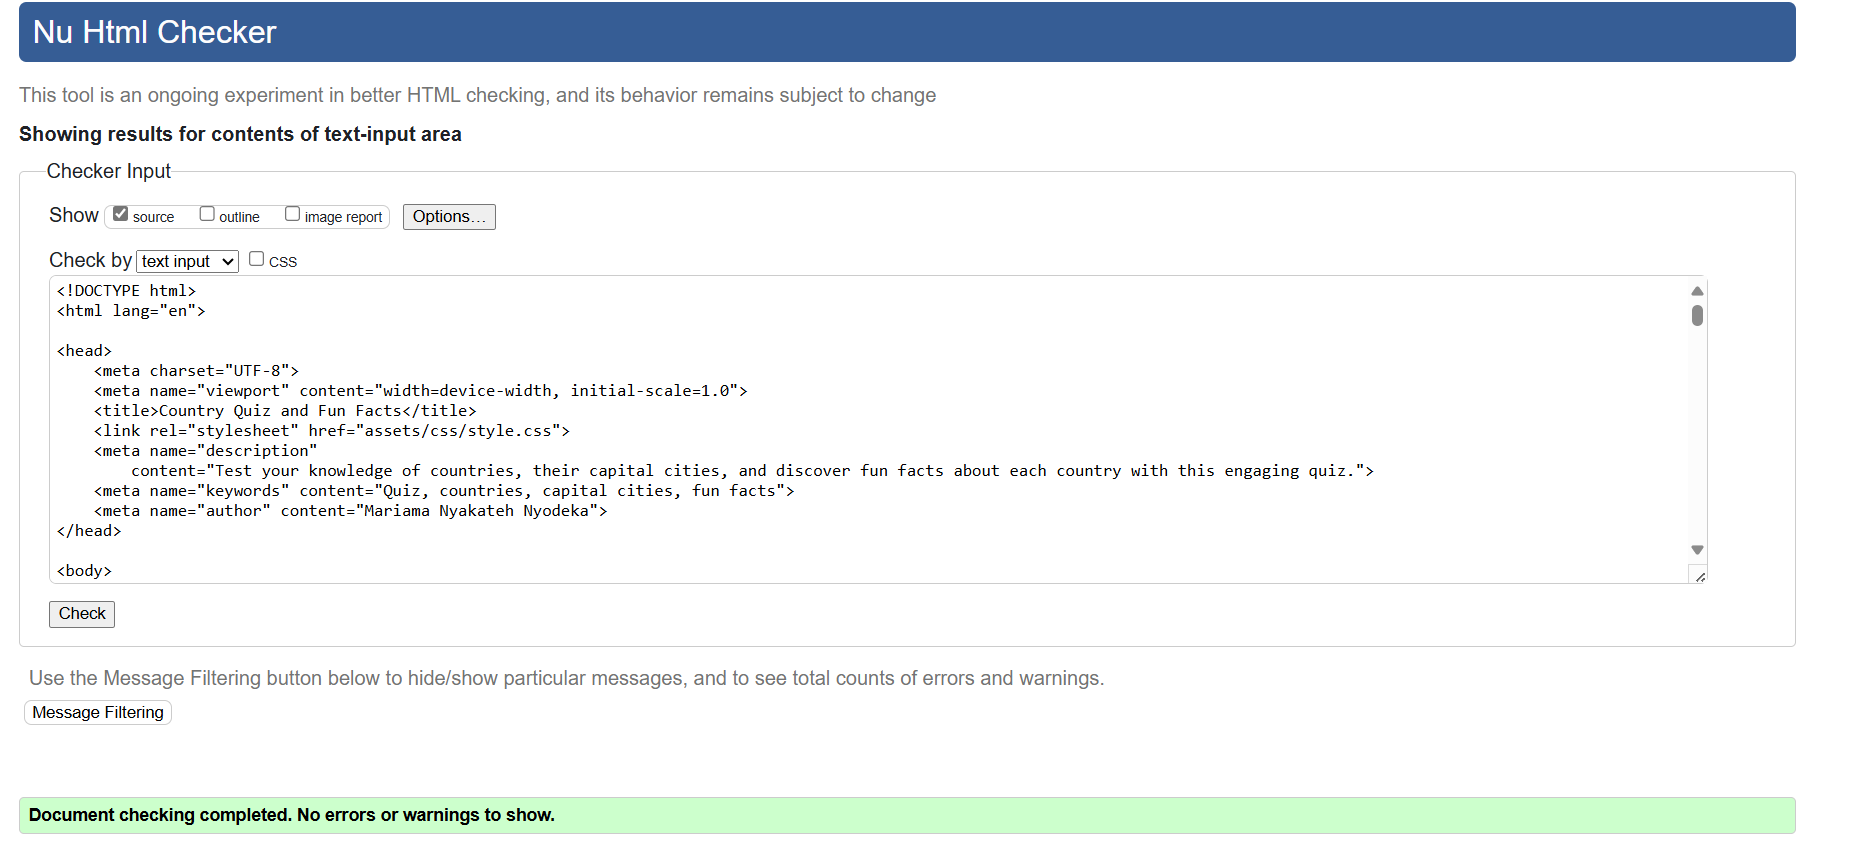 Nu Html Checker
This tool is an ongoing experiment in better HTML checking, and its behavior remains subject to change
Showing results for contents of text-input area
Checker Input
Show source outline image report Options...
Check by text input CSS
<!DOCTYPE html>
<html lang="en">
<head>
    <meta charset="UTF-8">
    <meta name="viewport" content="width=device-width, initial-scale=1.0">
    <title>Country Quiz and Fun Facts</title>
    <link rel="stylesheet" href="assets/css/style.css">
    <meta name="description"
        content="Test your knowledge of countries, their capital cities, and discover fun facts about each country with this engaging quiz.">
    <meta name="keywords" content="Quiz, countries, capital cities, fun facts">
    <meta name="author" content="Mariama Nyakateh Nyodeka">
</head>
<body>
Check
Use the Message Filtering button below to hide/show particular messages, and to see total counts of errors and warnings.
Message Filtering
Document checking completed. No errors or warnings to show.